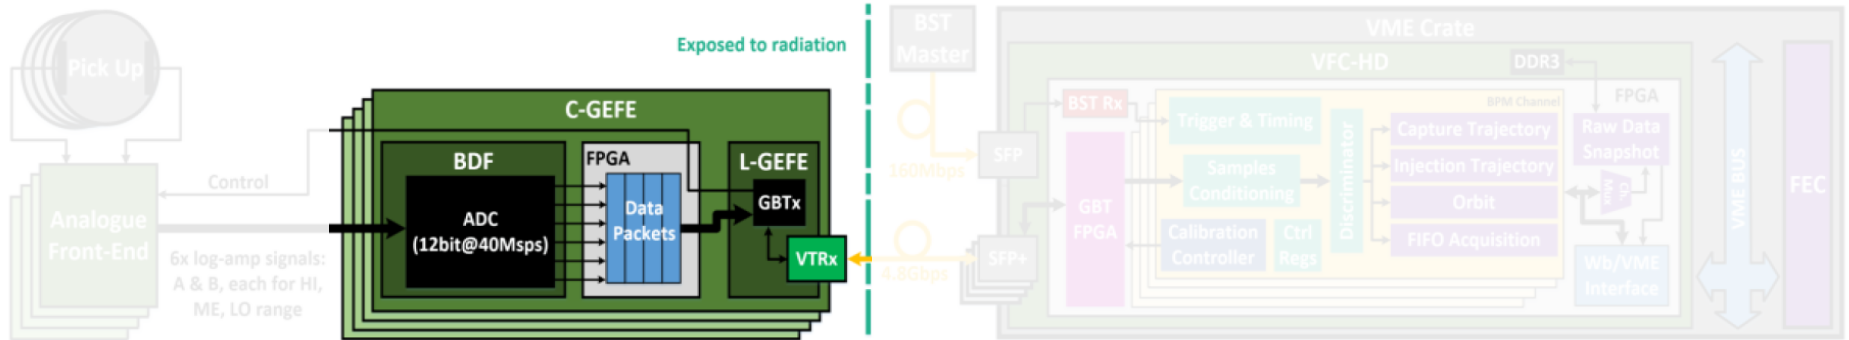 Pick Up
Analogue
Front-End
Control
6x log-amp signals:
A & B, each for HI,
ME, LO range
Exposed to radiation
C-GEFE
BDF
ADC
(12bit@40Msps)
FPGA
Data
Packets
L-GEFE
GBTx
VTRx
BST
Master
160Mbps
4.8Gbps
SFP
SFP+
VME Crate
VFC-HD
DDR3
FPGA
BST Rx
GBT
FPGA
BPM Channel
Trigger & Timing
Samples
Conditioning
Calibration
Controller
Ctrl
Regs
Discriminator
Capture Trajectory
Injection Trajectory
Orbit
FIFO Acquisition
Raw Data
Snapshot
Wb/VME
Interface
VME BUS
FEC